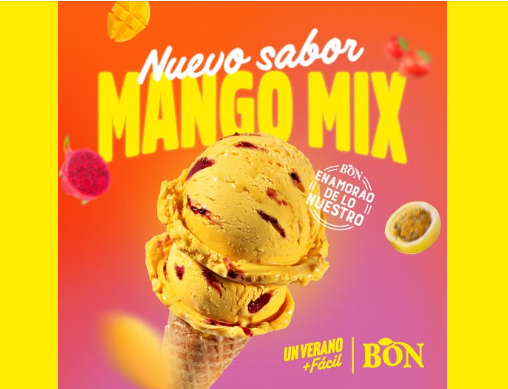 Nuevo sabor
MANGO MIX
BON
ENAMORAO
DE LO
NUESTRO
UN VERANO
+Fácil
BON